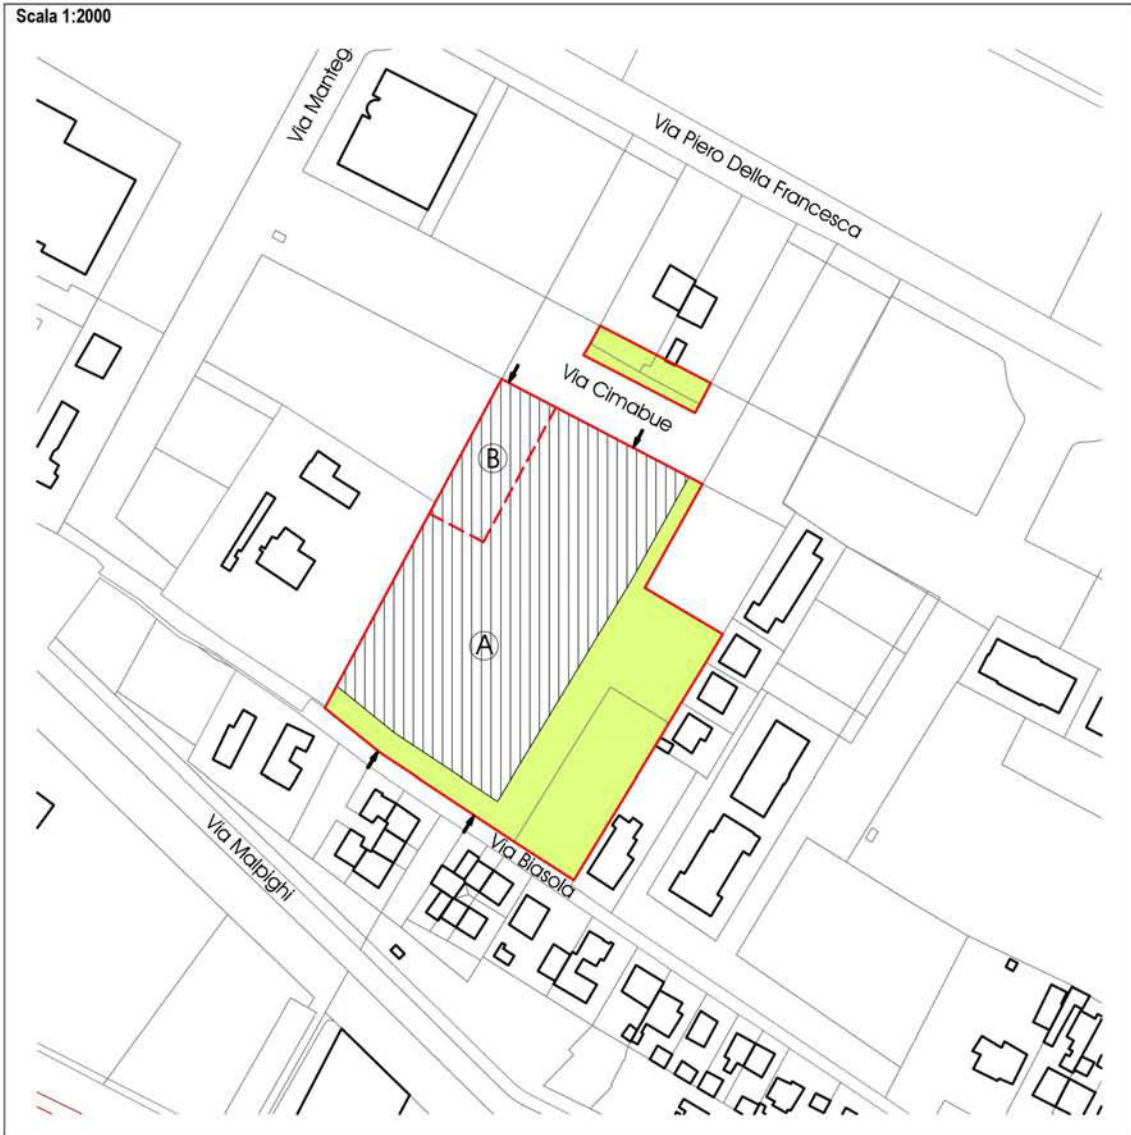 Scala 1:2000
Via Manteg
Via Piero Della Francesca
Via Cimabue
B
A
Via Biasola
Via Malpighi